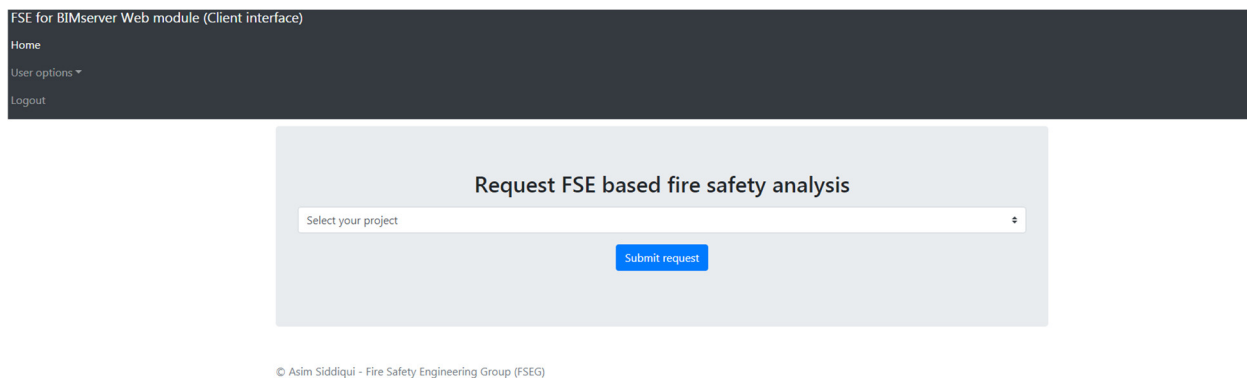 FSE for BIMserver Web module (Client interface)
Home
User options
Logout
Request FSE based fire safety analysis
Select your project
Submit request
© Asim Siddiqui - Fire Safety Engineering Group (FSEG)